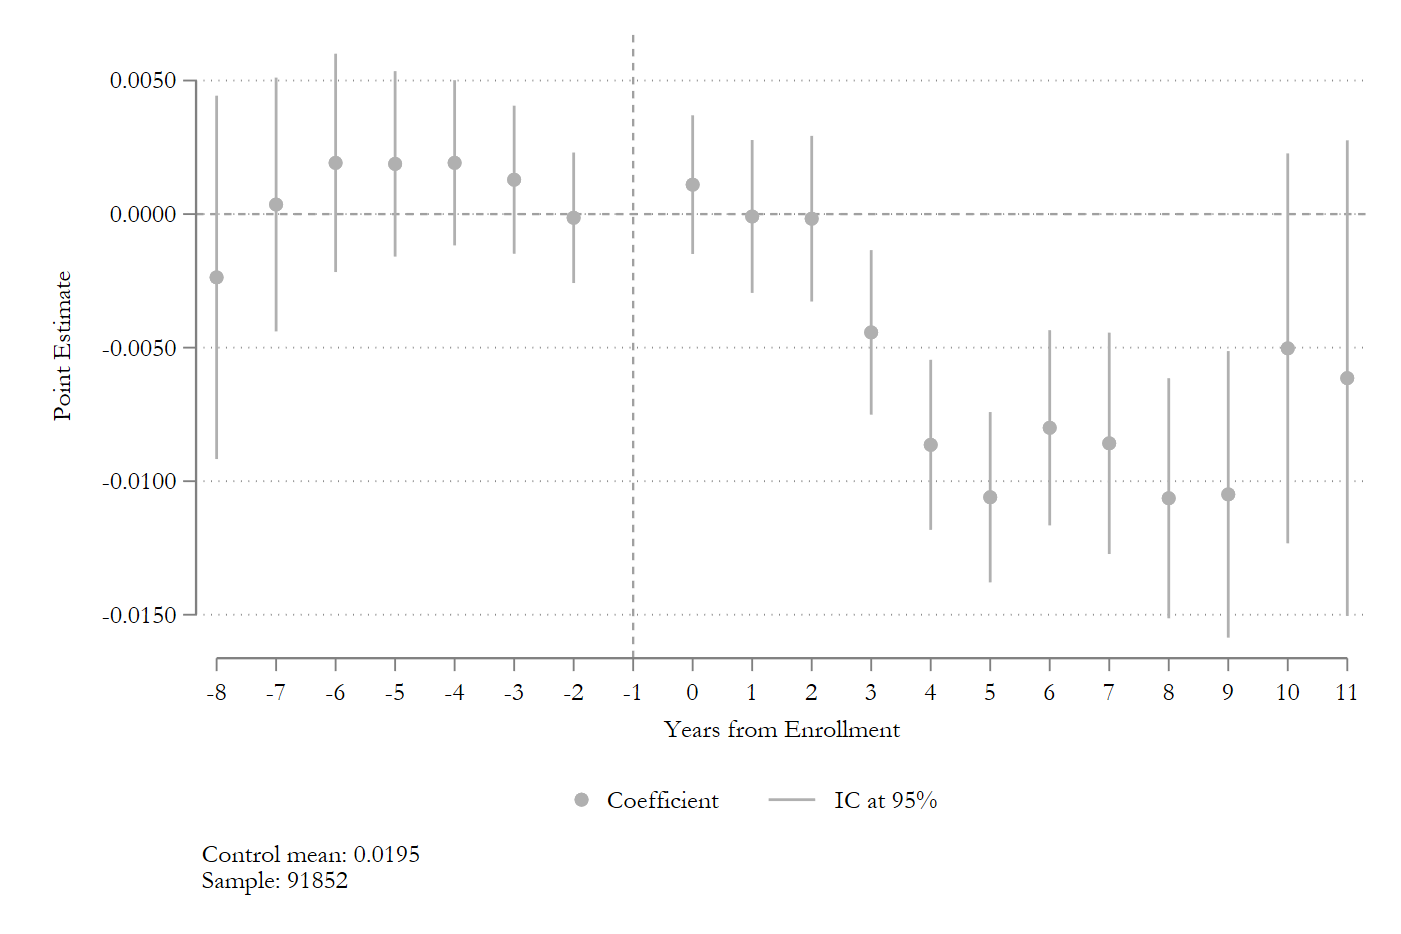 0.0050
0.0000
-0.0050
-0.0100
-0.0150
Point Estimate
-8 -7 -6 -5 -4 -3 -2 -1 0 1 2 3 4 5 6 7 8 9 10 11
Years from Enrollment
Coefficient IC at 95%
Control mean: 0.0195
Sample: 91852